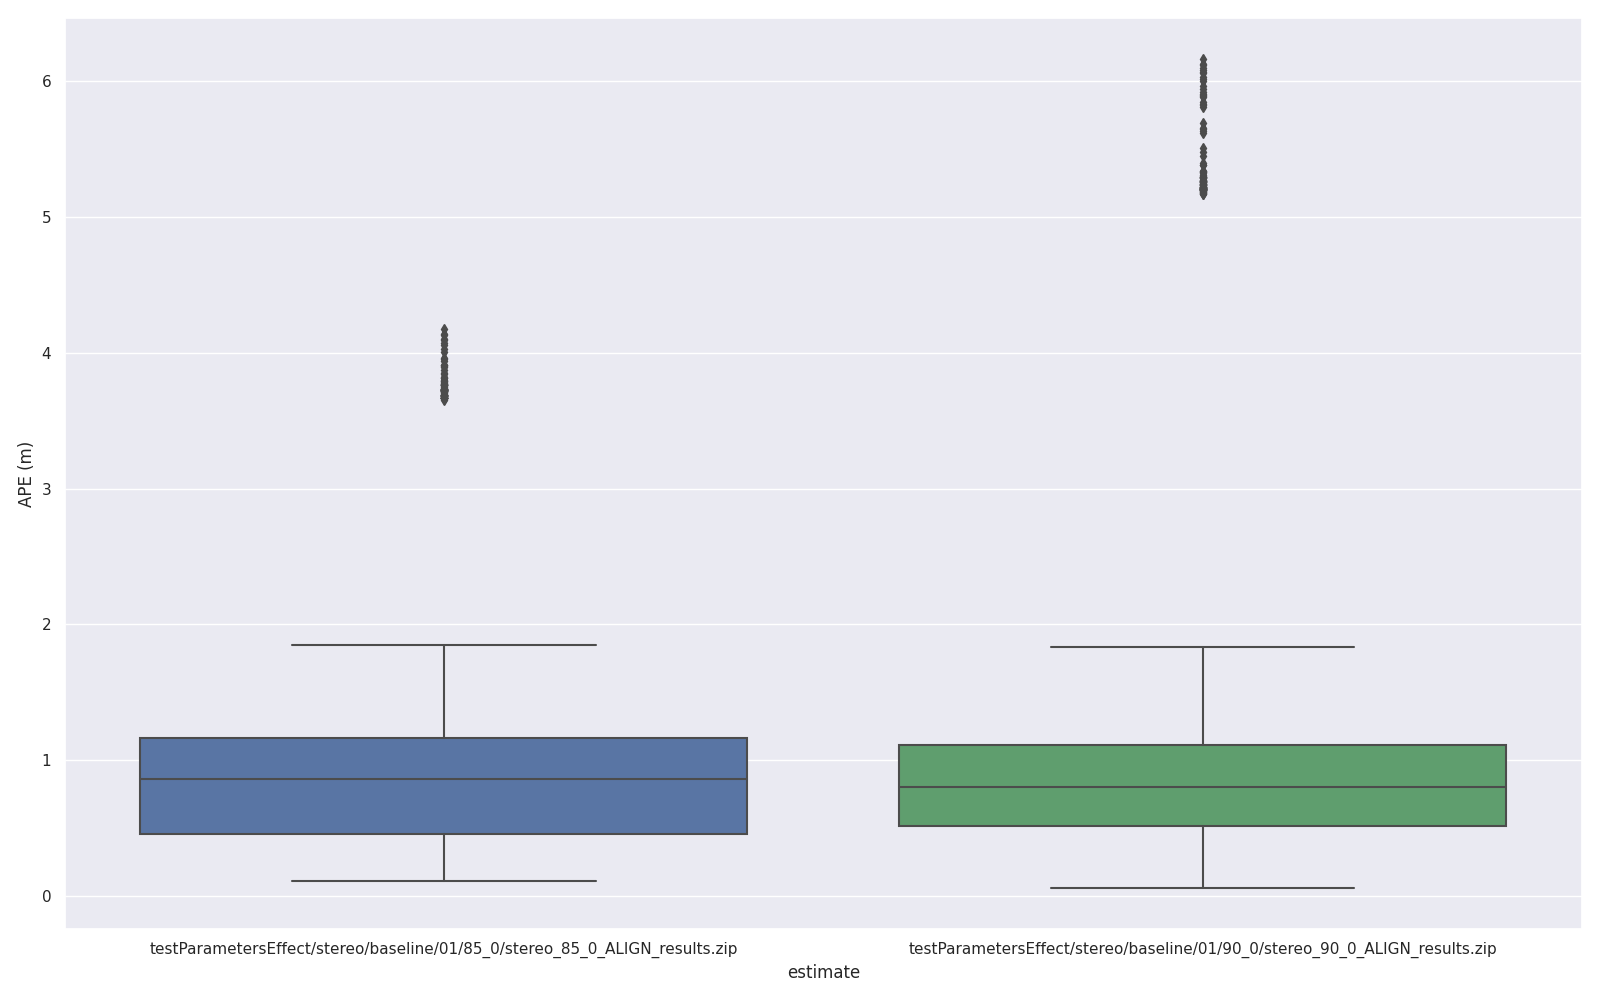 6
5
4
3
2
1
0
APE (m)
testParametersEffect/stereo/baseline/01/85_0/stereo_85_0_ALIGN_results.zip
testParametersEffect/stereo/baseline/01/90_0/stereo_90_0_ALIGN_results.zip
estimate